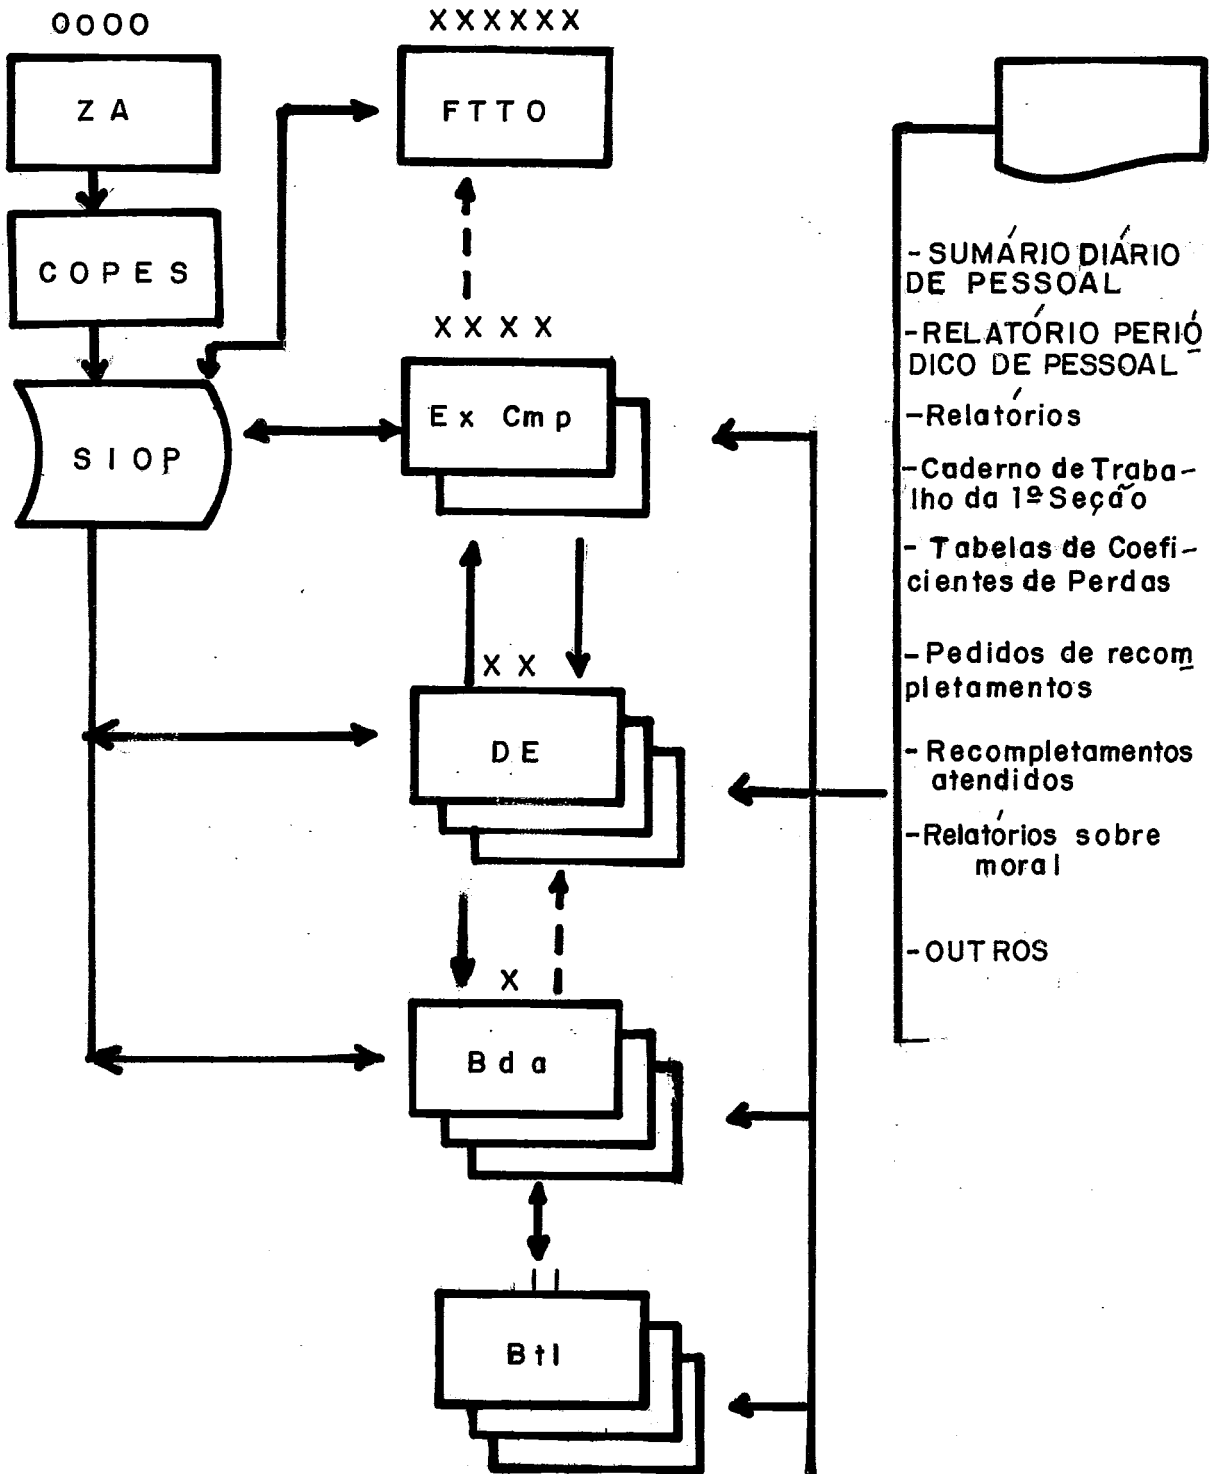 oooo
XXXXXX
ZA
FTTO
COPES
XXXX
Ex Cmp
SIOP
XX
DE
X
Bda
II
Btl
-SUMÁRIO DIÁRIO
DE PESSOAL
-RELATÓRIO PERIÓ
DICO DE PESSOAL
-Relatórios
-Caderno de Traba-
lho da 1ª Seção
- Tabelas de Coefi-
cientes de Perdas
-Pedidos de recom
pletamentos
- Recompletamentos
atendidos
-Relatórios sobre
moral
-OUTROS